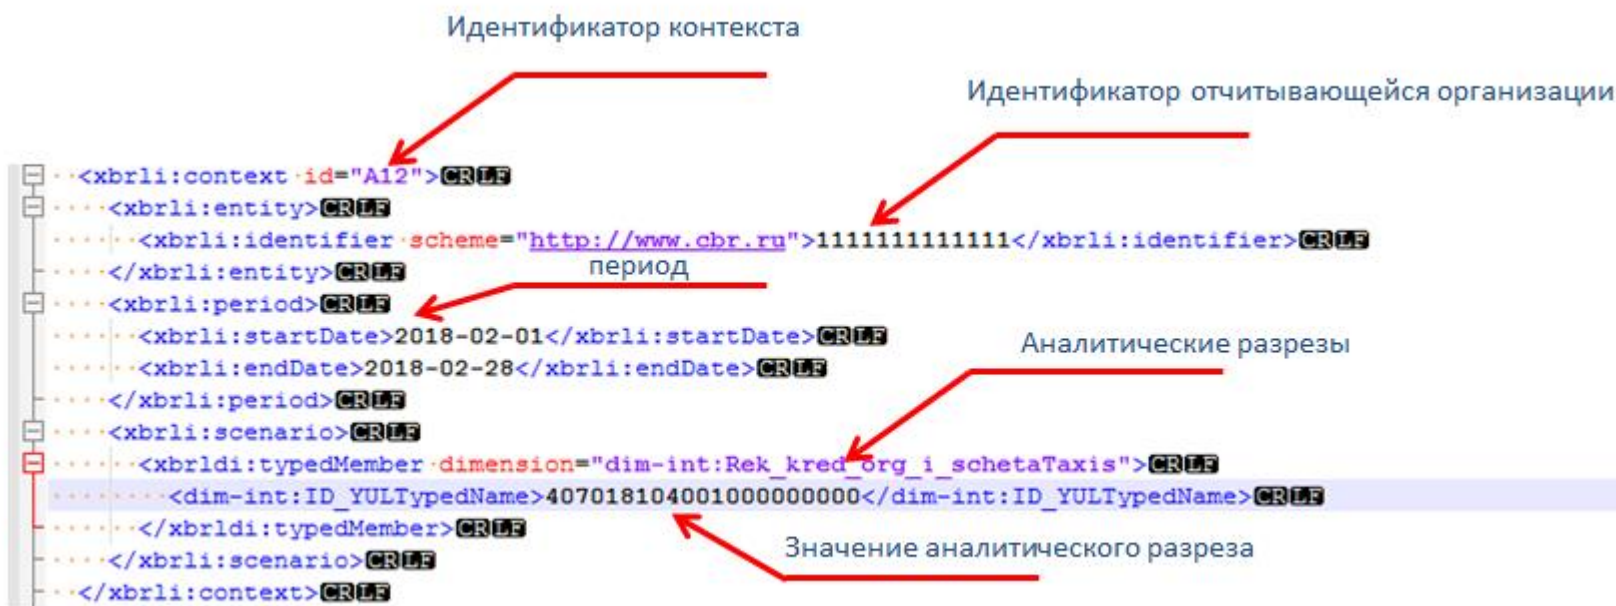 Идентификатор контекста
Идентификатор отчитывающейся организации
<xbrli:context id="A12">CRLF
<xbrli:entity>CRLF
<xbrli:identifier scheme="http://www.cbr.ru">1111111111111</xbrli:identifier>CRLF
</xbrli:entity>CRLF
период
<xbrli:period>CRLF
<xbrli:startDate>2018-02-01</xbrli:startDate>CRLF
Аналитические разрезы
<xbrli:endDate>2018-02-28</xbrli:endDate>CRLF
</xbrli:period>CRLF
<xbrli:scenario>CRLF
<xbrldi:typedMember dimension="dim-int:Rek_kred_org_i_schetaTaxis">CRLF
<dim-int:ID_YULTypedName>40701810400100000000</dim-int:ID_YULTypedName>CRLF
</xbrldi:typedMember>CRLF
Значение аналитического разреза
</xbrli:scenario>CRLF
</xbrli:context>CRLF